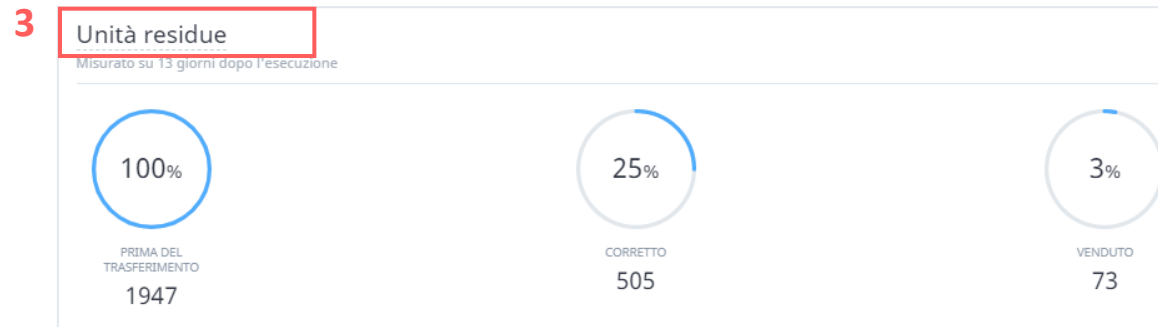 3
Unità residue
Misurato su 13 giorni dopo l'esecuzione
100%
25%
3%
PRIMA DEL
TRASFERIMENTO
1947
CORRETTO
505
VENDUTO
73